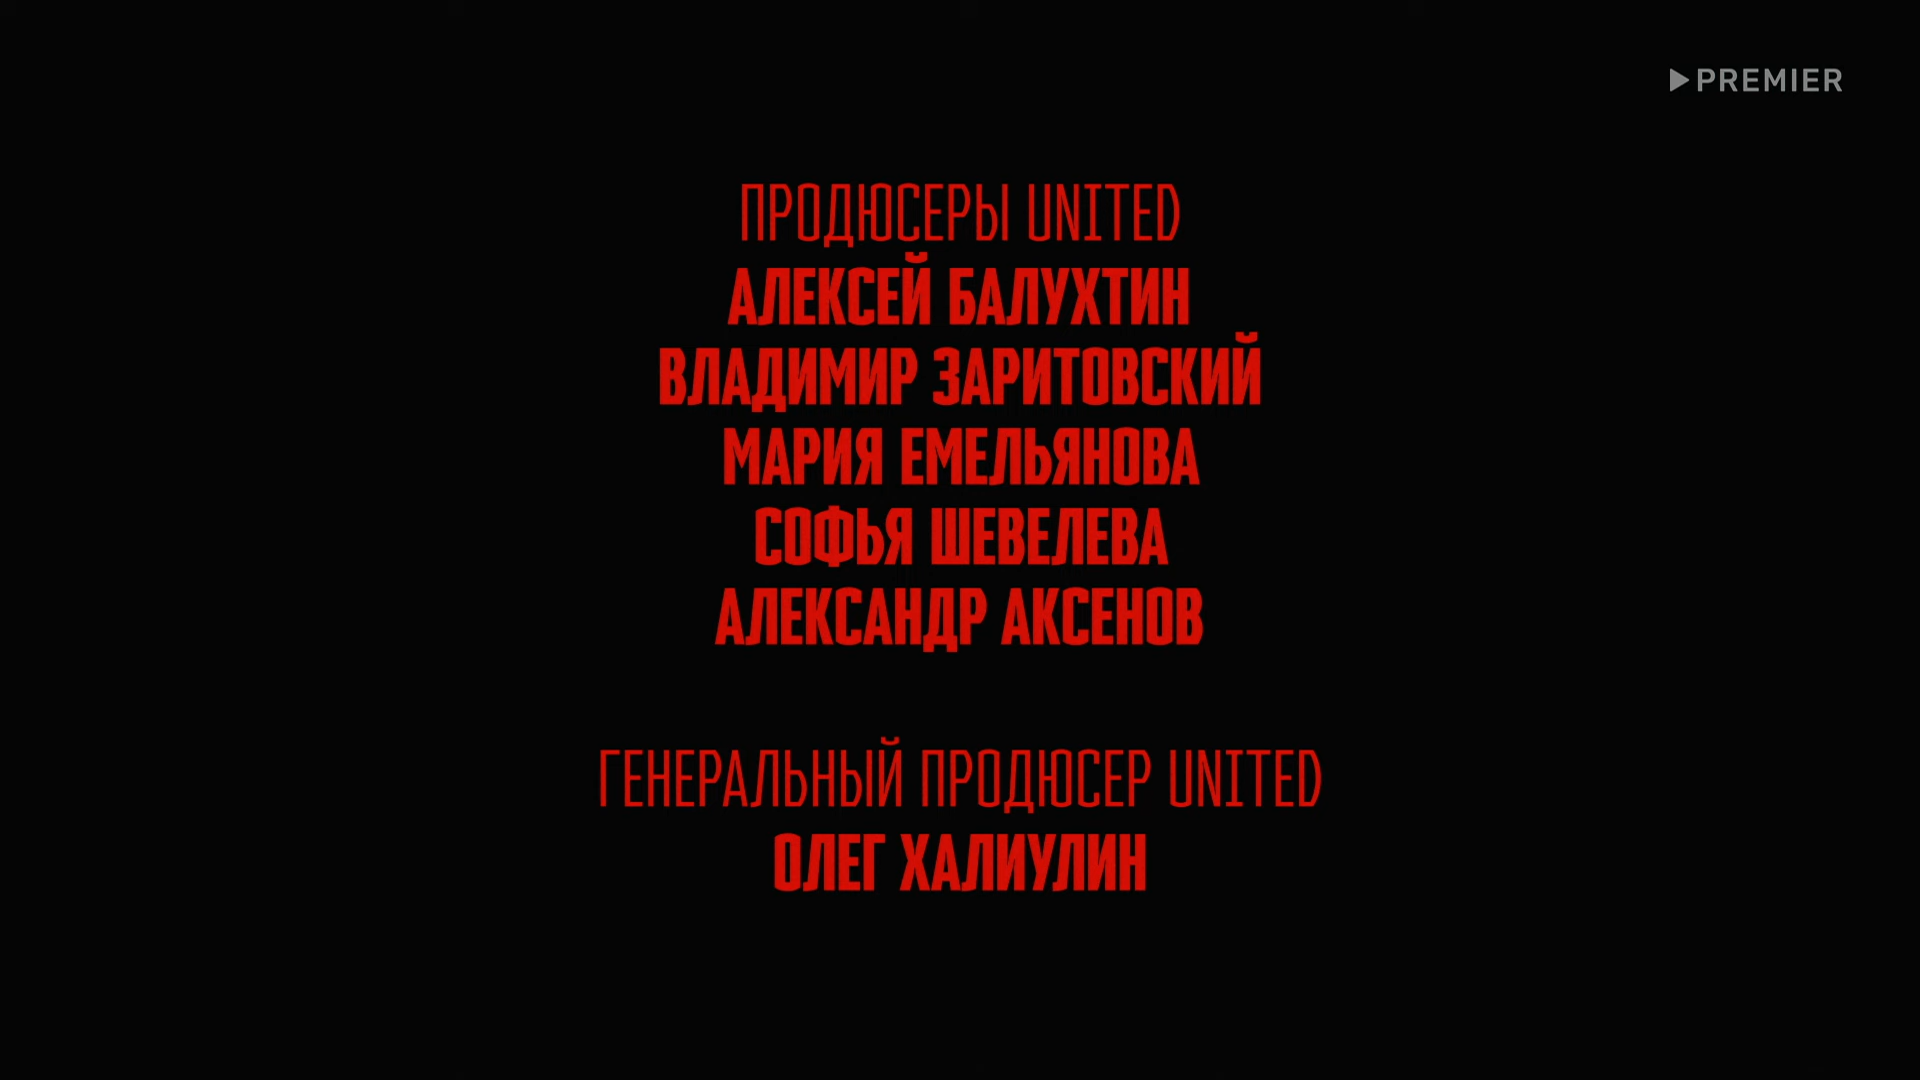 PREMIER
ПРОДЮСЕРЫ UNITED
АЛЕКСЕЙ БАЛУХТИН
ВЛАДИМИР ЗАРИТОВСКИЙ
МАРИЯ ЕМЕЛЬЯНОВА
СОФЬЯ ШЕВЕЛЕВА
АЛЕКСАНДР АКСЕНОВ
ГЕНЕРАЛЬНЫЙ ПРОДЮСЕР UNITED
ОЛЕГ ХАЛИУЛИН